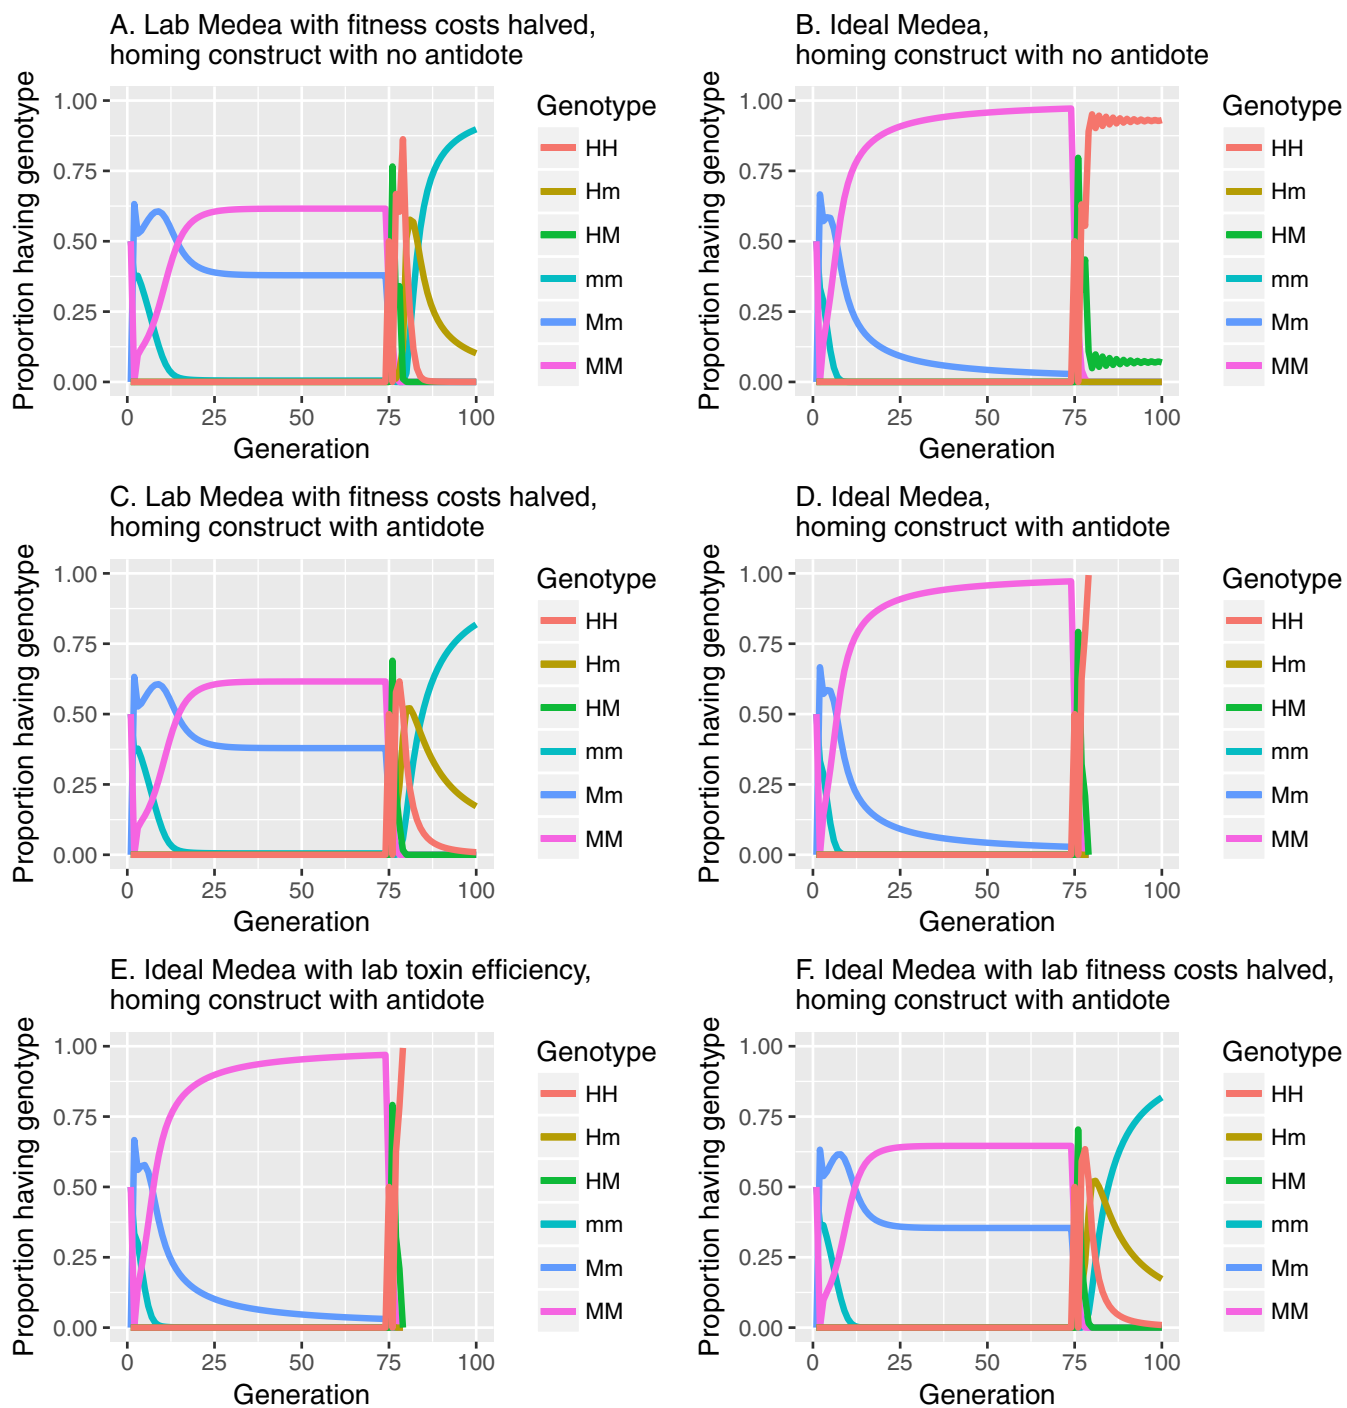 A. Lab Medea with fitness costs halved,
homing construct with no antidote
Proportion having genotype
1.00
0.75
0.50
0.25
0.00
0
25
50
75
100
Generation
Genotype
HH
Hm
HM
mm
Mm
MM
B. Ideal Medea,
homing construct with no antidote
Proportion having genotype
1.00
0.75
0.50
0.25
0.00
0
25
50
75
100
Generation
Genotype
HH
Hm
HM
mm
Mm
MM
C. Lab Medea with fitness costs halved,
homing construct with antidote
Proportion having genotype
1.00
0.75
0.50
0.25
0.00
0
25
50
75
100
Generation
Genotype
HH
Hm
HM
mm
Mm
MM
D. Ideal Medea,
homing construct with antidote
Proportion having genotype
1.00
0.75
0.50
0.25
0.00
0
25
50
75
100
Generation
Genotype
HH
Hm
HM
mm
Mm
MM
E. Ideal Medea with lab toxin efficiency,
homing construct with antidote
Proportion having genotype
1.00
0.75
0.50
0.25
0.00
0
25
50
75
100
Generation
Genotype
HH
Hm
HM
mm
Mm
MM
F. Ideal Medea with lab fitness costs halved,
homing construct with antidote
Proportion having genotype
1.00
0.75
0.50
0.25
0.00
0
25
50
75
100
Generation
Genotype
HH
Hm
HM
mm
Mm
MM